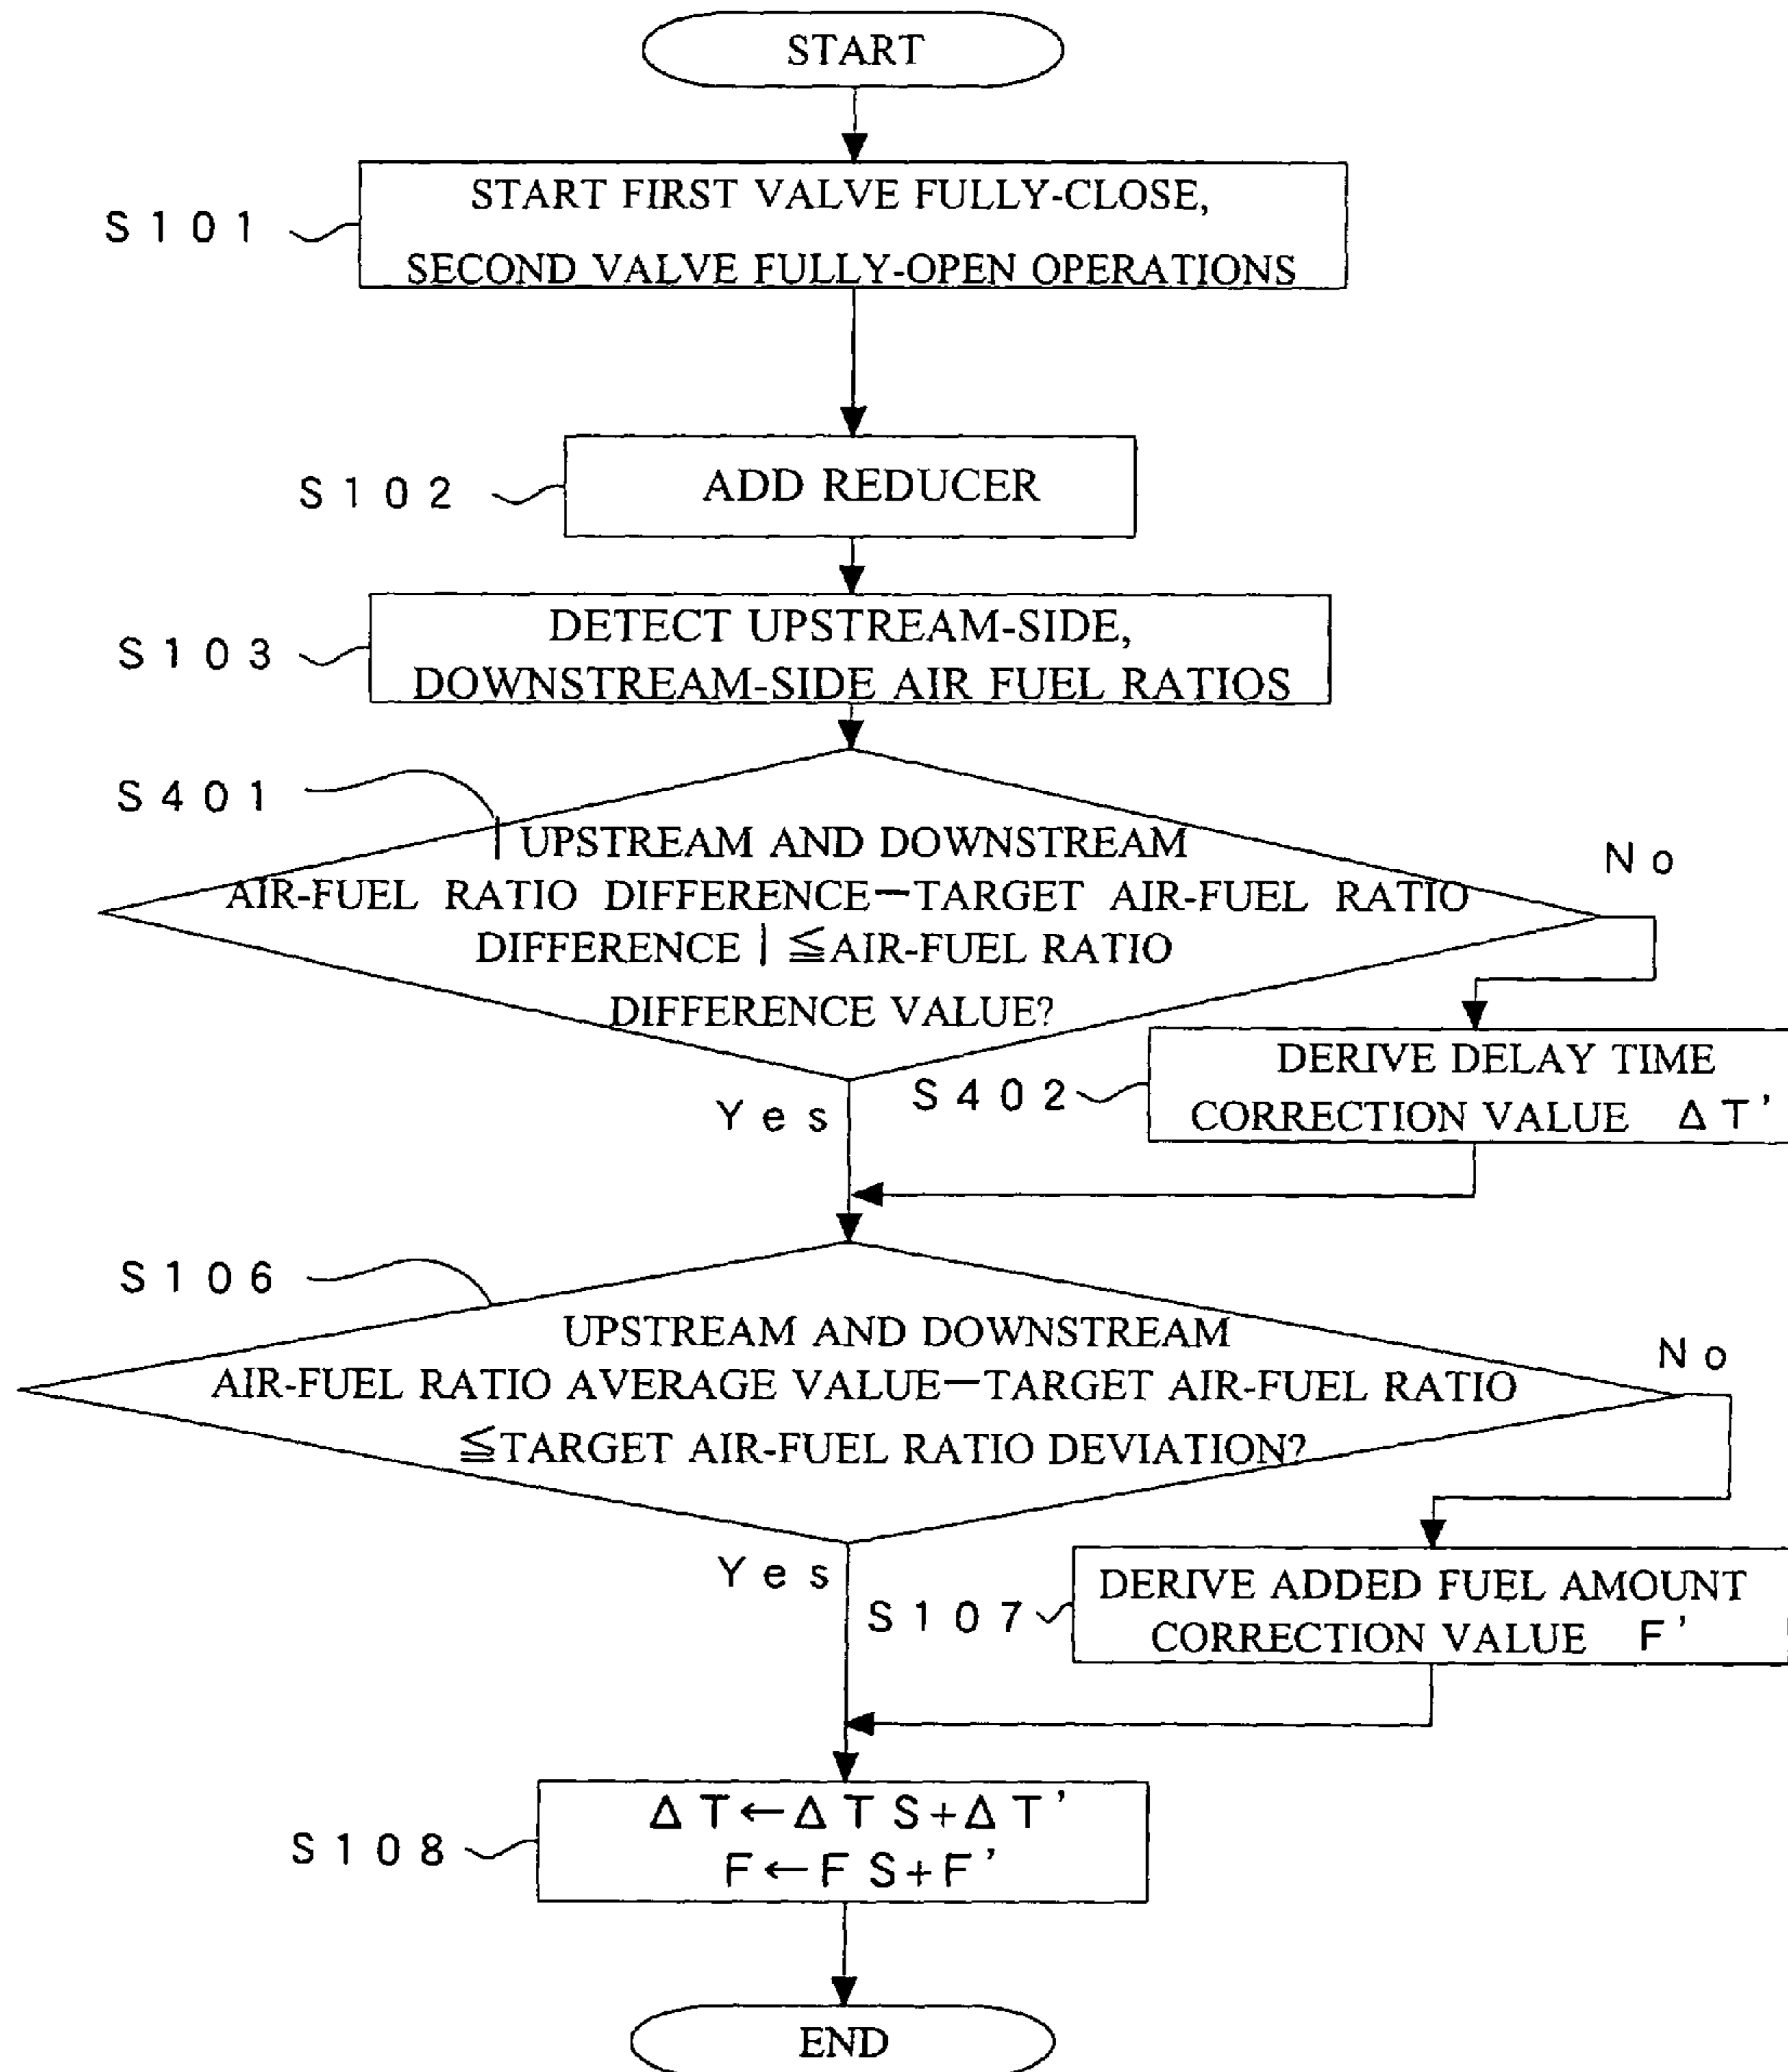 START
START FIRST VALVE FULLY-CLOSE,
S101
SECOND VALVE FULLY-OPEN OPERATIONS
S102
ADD REDUCER
DETECT UPSTREAM-SIDE,
S103
DOWNSTREAM-SIDE AIR FUEL RATIOS
S401
| UPSTREAM AND DOWNSTREAM
No
AIR-FUEL RATIO DIFFERENCE—TARGET AIR-FUEL RATIO
DIFFERENCE | ≦AIR-FUEL RATIO
DIFFERENCE VALUE?
DERIVE DELAY TIME
S402
CORRECTION VALUE ΔT'
Yes
S106
UPSTREAM AND DOWNSTREAM
No
AIR-FUEL RATIO AVERAGE VALUE—TARGET AIR-FUEL RATIO
≦TARGET AIR-FUEL RATIO DEVIATION?
Yes
DERIVE ADDED FUEL AMOUNT
S107
CORRECTION VALUE F'
ΔT←ΔTS+ΔT'
S108
F←FS+F'
END